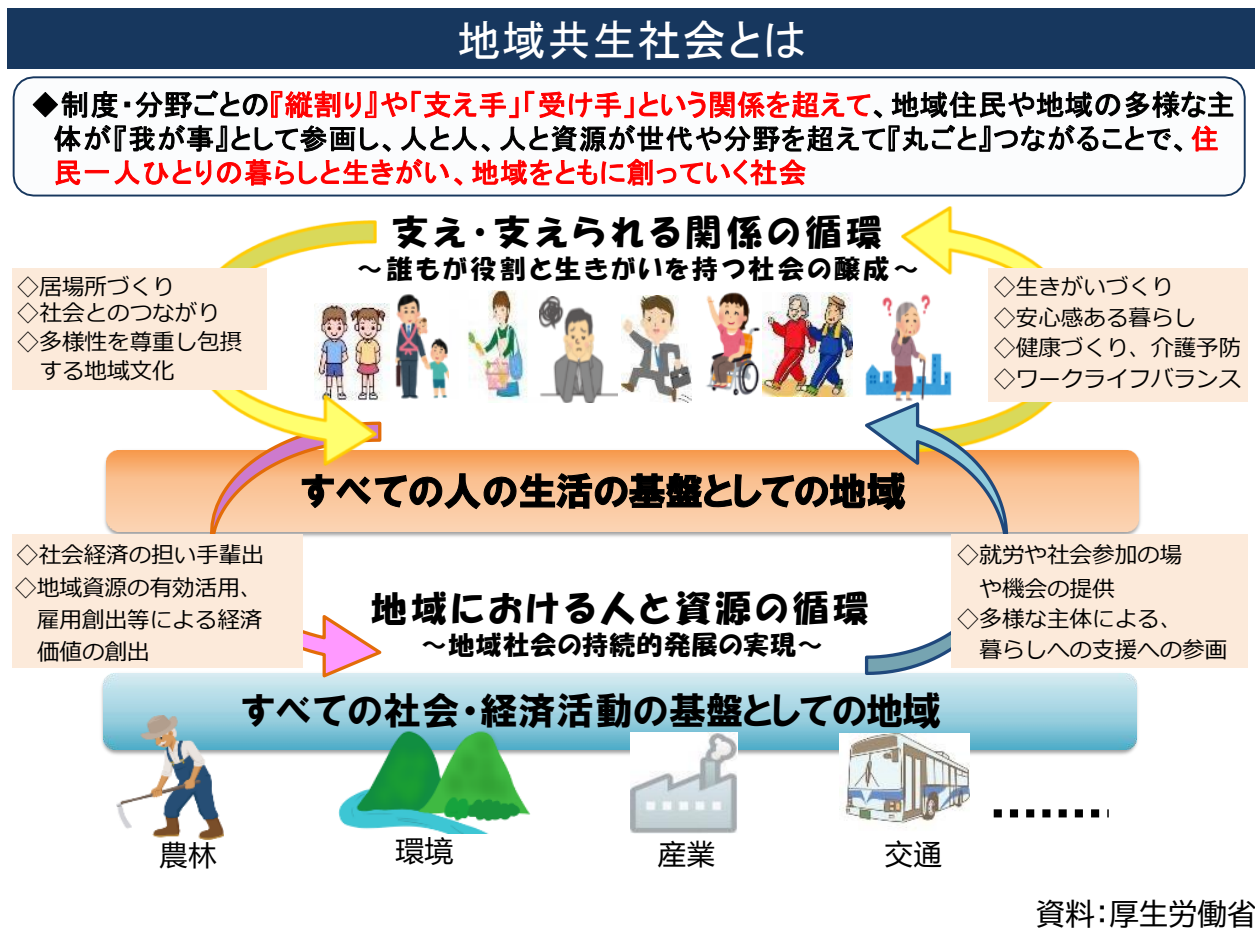 地域共生社会とは
◆制度・分野ごとの『縦割り』や「支え手」「受け手」という関係を超えて、地域住民や地域の多様な主
体が『我が事』として参画し、人と人、人と資源が世代や分野を超えて『丸ごと』つながることで、住
民一人ひとりの暮らしと生きがい、地域をともに創っていく社会
支え・支えられる関係の循環
～誰もが役割と生きがいを持つ社会の醸成～
◇居場所づくり
◇社会とのつながり
◇多様性を尊重し包摂
する地域文化
◇生きがいづくり
◇安心感ある暮らし
◇健康づくり、介護予防
◇ワークライフバランス
すべての人の生活の基盤としての地域
◇社会経済の担い手輩出
◇地域資源の有効活用、
雇用創出等による経済
価値の創出
地域における人と資源の循環
～地域社会の持続的発展の実現～
◇就労や社会参加の場
や機会の提供
◇多様な主体による、
暮らしへの支援への参画
すべての社会・経済活動の基盤としての地域
農林
環境
産業
交通
資料：厚生労働省